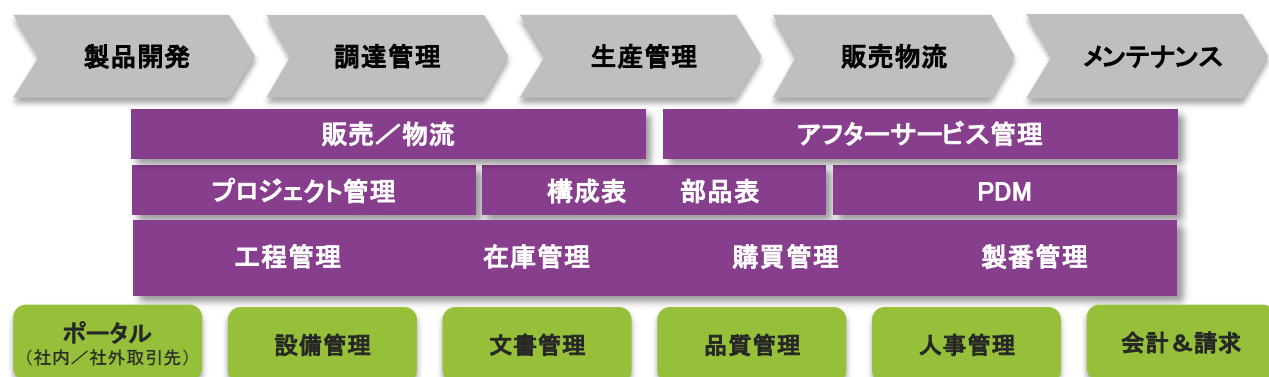 製品開発
調達管理
生産管理
販売物流
メンテナンス
販売／物流
アフターサービス管理
プロジェクト管理
構成表 部品表
PDM
工程管理 在庫管理 購買管理 製番管理
ポータル
（社内／社外取引先）
設備管理
文書管理
品質管理
人事管理
会計＆請求